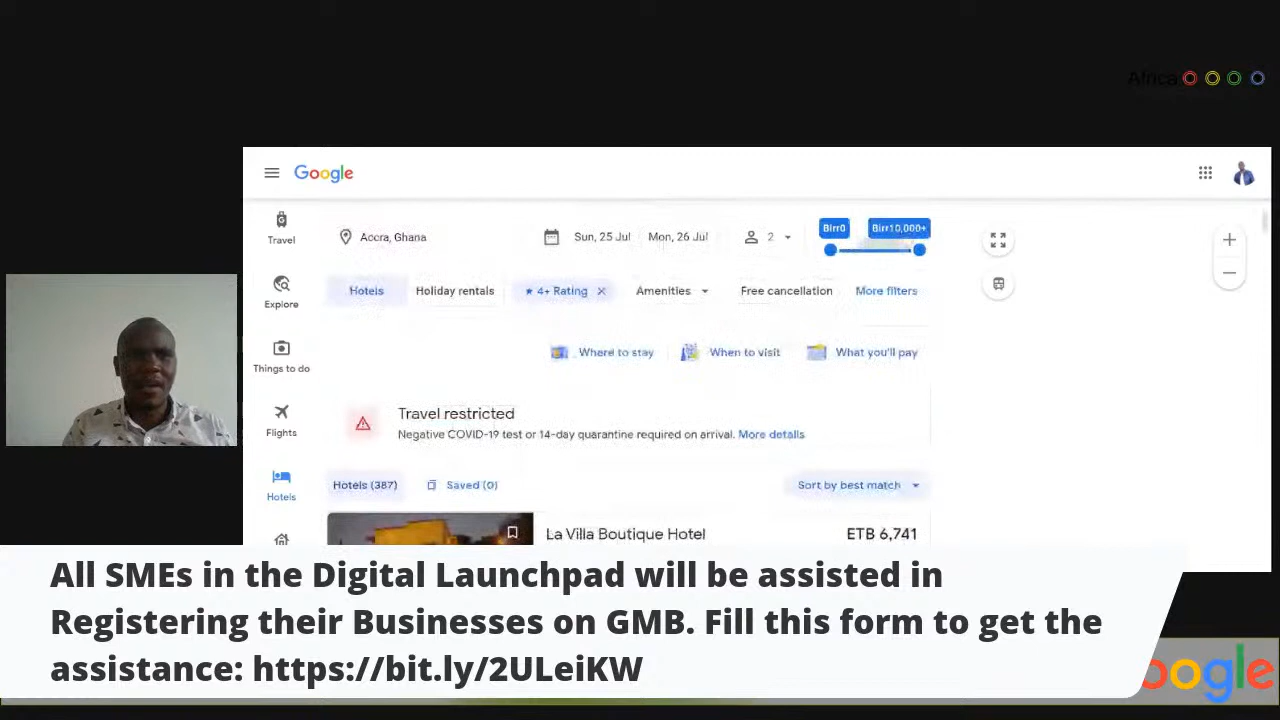 Africa
Google
Travel
Accra, Ghana
Sun, 25 Jul
Mon, 26 Jul
2
Birr0
Birr10,000+
Explore
Hotels
Holiday rentals
4+ Rating
Amenities
Free cancellation
More filters
Things to do
Where to stay
When to visit
What you'll pay
Flights
Travel restricted
Negative COVID-19 test or 14-day quarantine required on arrival. More details
Hotels
Hotels (387)
Saved (0)
Sort by best match
La Villa Boutique Hotel
ETB 6,741
All SMEs in the Digital Launchpad will be assisted in
Registering their Businesses on GMB. Fill this form to get the
assistance: https://bit.ly/2ULeiKW
oogle